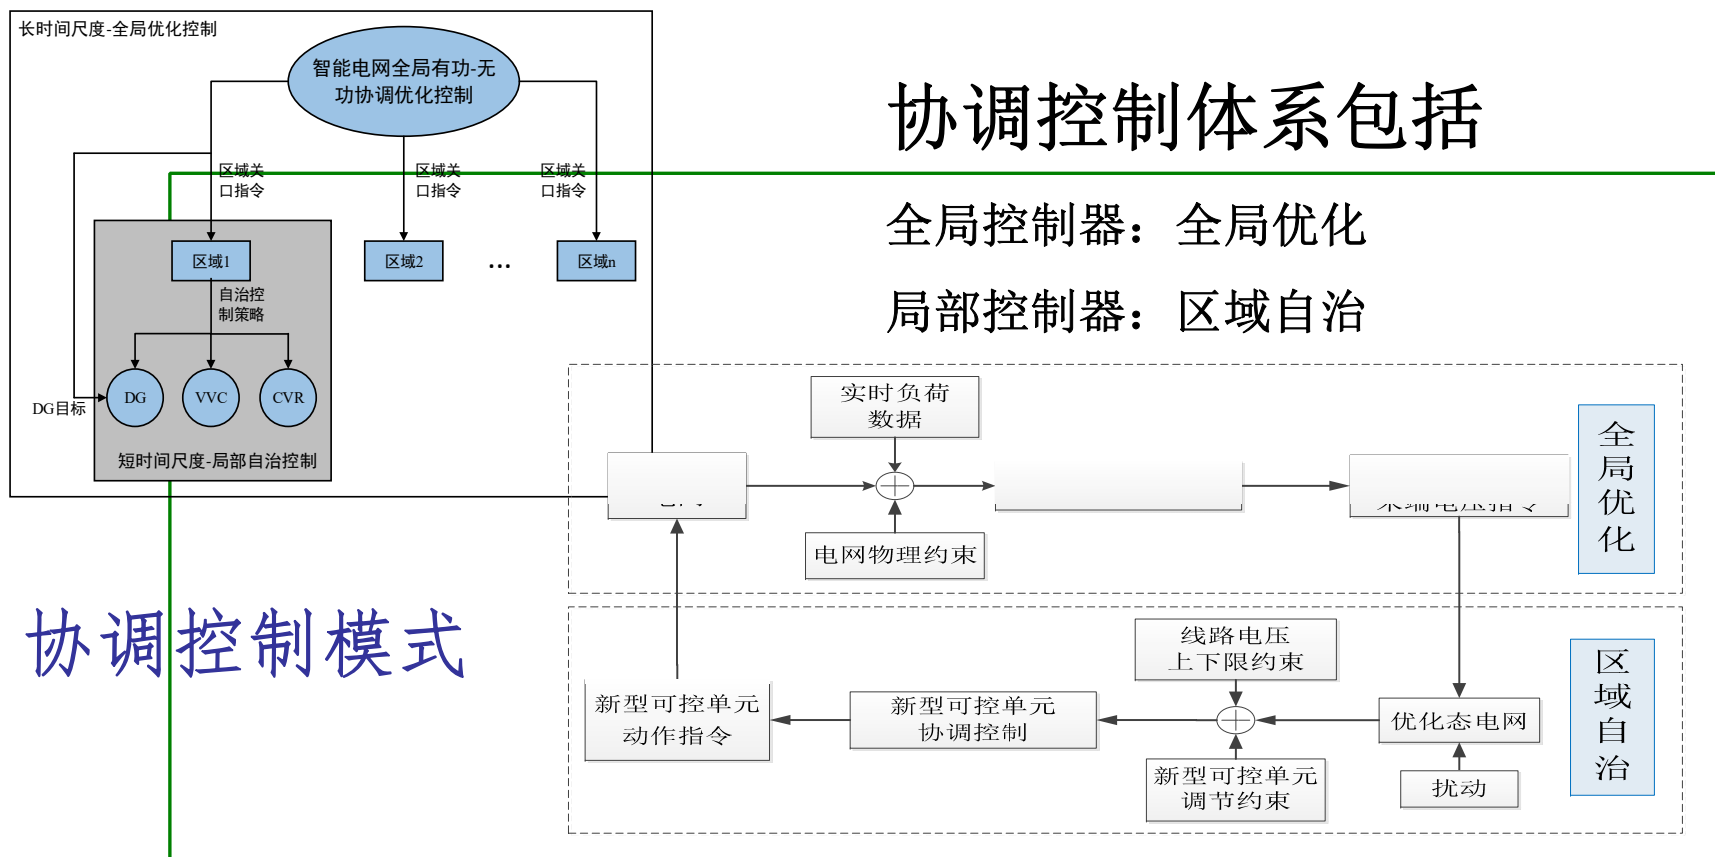 长时间尺度-全局优化控制
智能电网全局有功-无
功协调优化控制
区域关
口指令
区域关
口指令
区域关
口指令
区域1
区域2
…
区域n
自治控
制策略
DG
VVC
CVR
DG目标
短时间尺度-局部自治控制
协调控制体系包括
全局控制器：全局优化
局部控制器：区域自治
实时负荷
数据
电网物理约束
末端电压指令
全局优化
协调控制模式
线路电压
上下限约束
新型可控单元
动作指令
新型可控单元
协调控制
优化态电网
新型可控单元
调节约束
扰动
区域自治